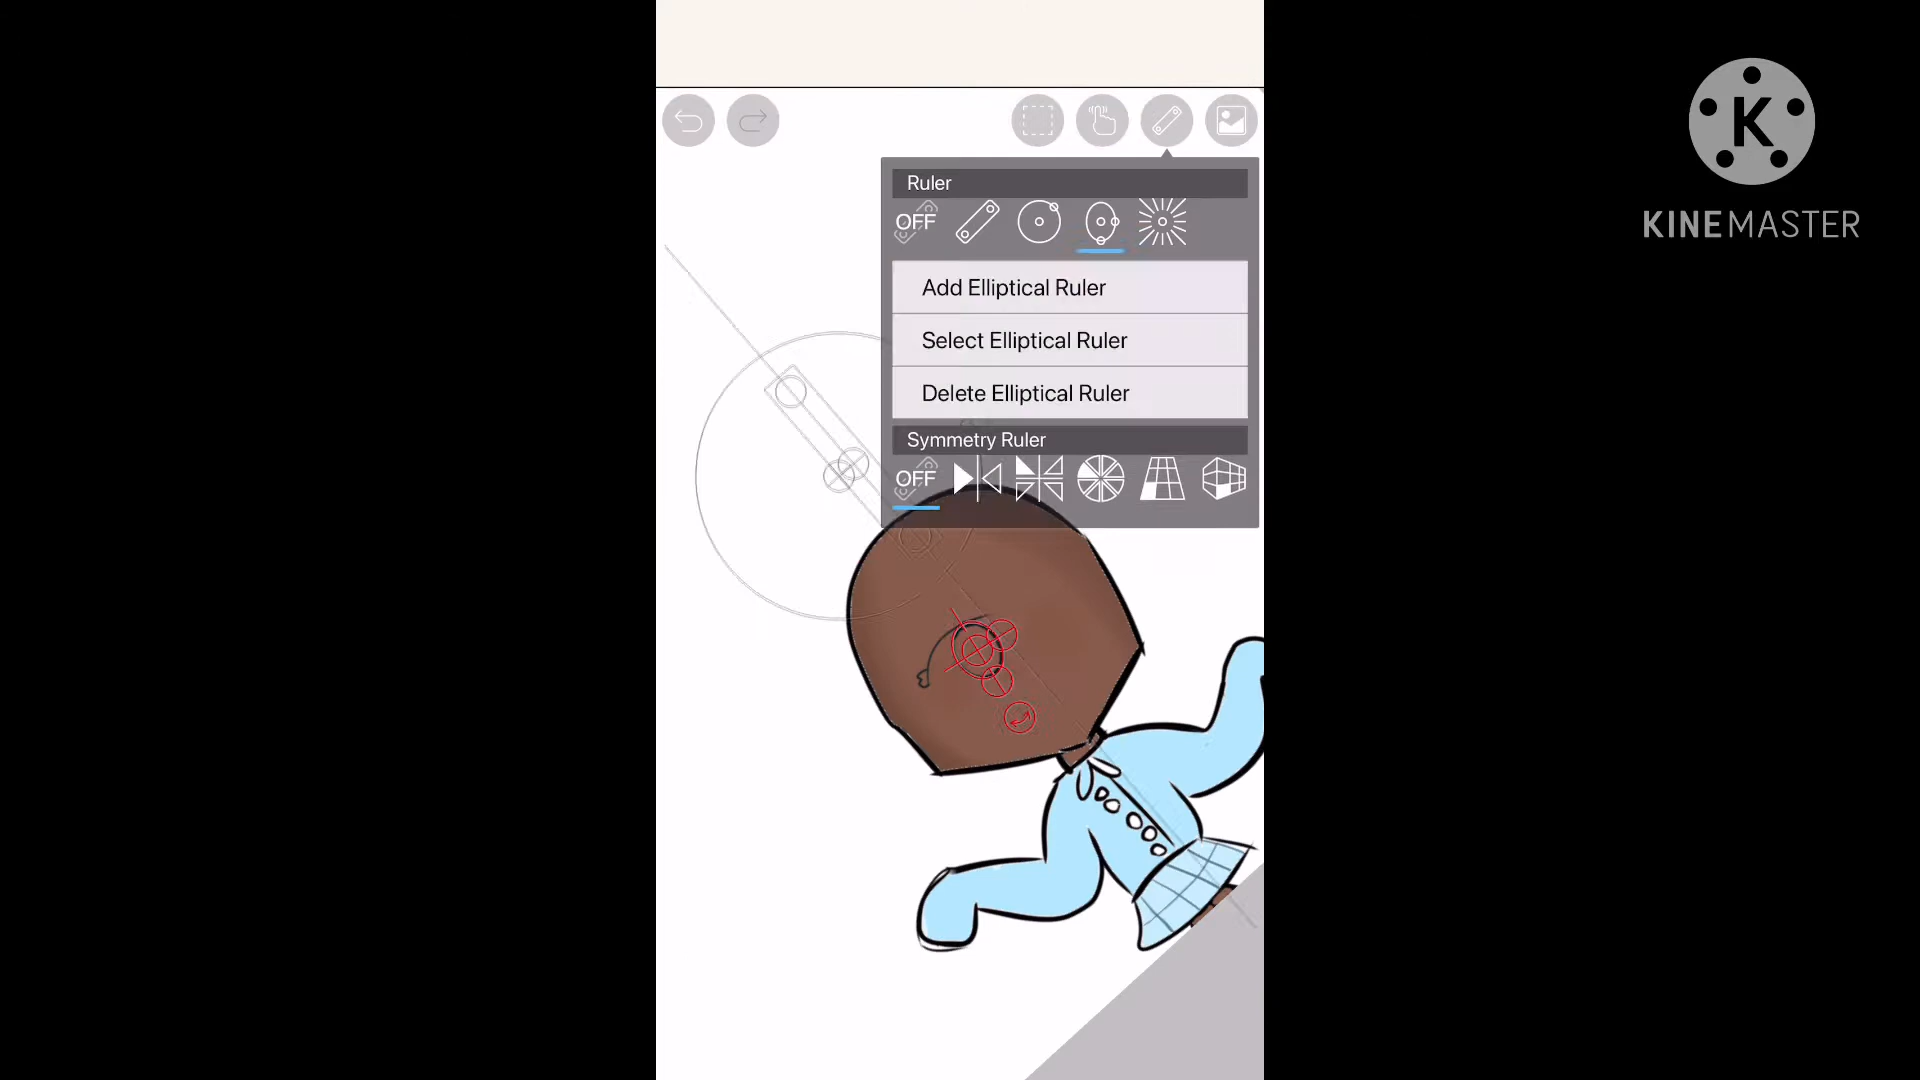 Ruler
OFF
Add Elliptical Ruler
Select Elliptical Ruler
Delete Elliptical Ruler
Symmetry Ruler
OFF
K
KINEMASTER